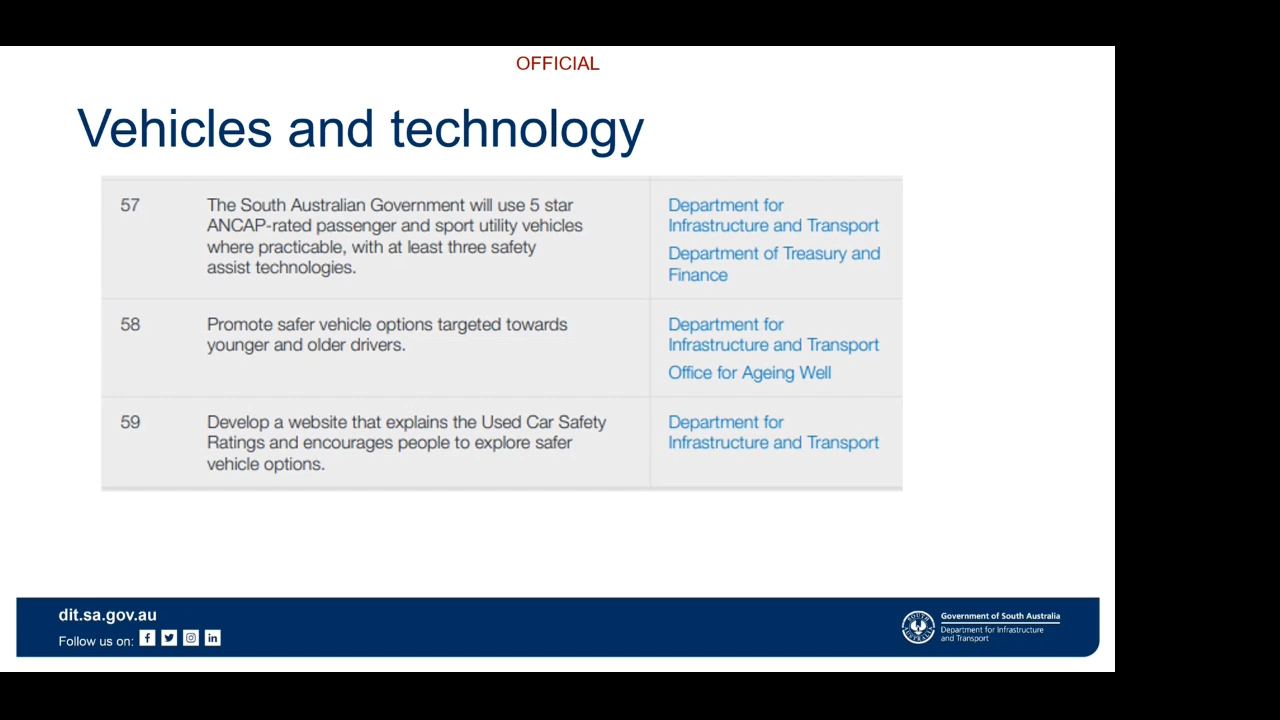 OFFICIAL
Vehicles and technology
57
The South Australian Government will use 5 star
ANCAP-rated passenger and sport utility vehicles
where practicable, with at least three safety
assist technologies.
Department for
Infrastructure and Transport
Department of Treasury and
Finance
58
Promote safer vehicle options targeted towards
younger and older drivers.
Department for
Infrastructure and Transport
Office for Ageing Well
59
Develop a website that explains the Used Car Safety
Ratings and encourages people to explore safer
vehicle options.
Department for
Infrastructure and Transport
dit.sa.gov.au
Follow us on:
SOUTH AUSTRALIA
Government of South Australia
Department for Infrastructure
and Transport